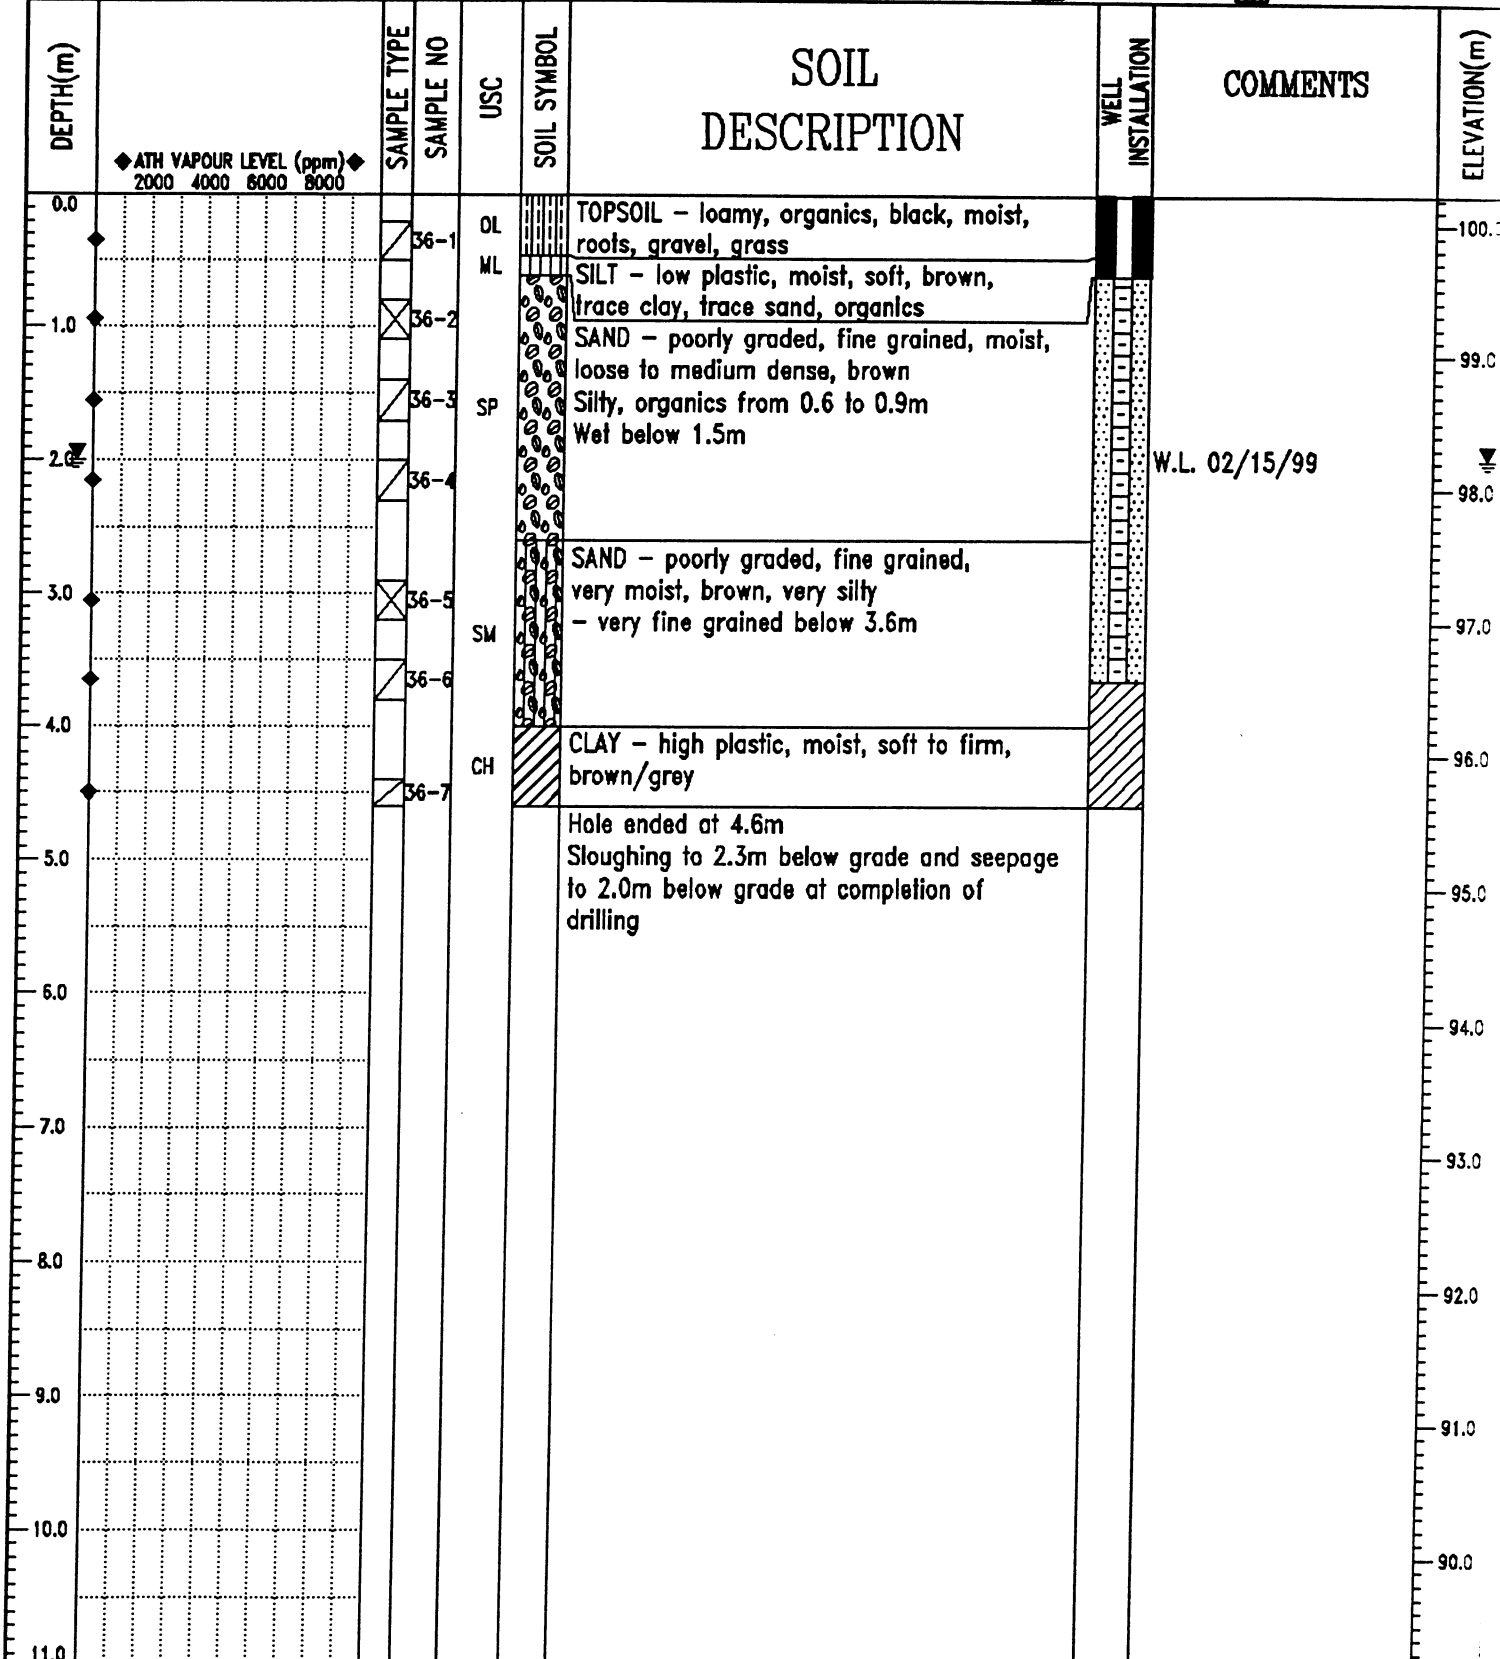 DEPTH(m)
◆ATH VAPOUR LEVEL (ppm)◆
2000 4000 6000 8000
SAMPLE TYPE
SAMPLE NO
USC
SOIL SYMBOL
SOIL
DESCRIPTION
WELL
INSTALLATION
COMMENTS
ELEVATION(m)
0.0
1.0
2.0
3.0
4.0
5.0
6.0
7.0
8.0
9.0
10.0
11.0
36-1
36-2
36-3
36-4
36-5
36-6
36-7
OL
ML
SP
SM
CH
TOPSOIL – loamy, organics, black, moist,
roots, gravel, grass
SILT – low plastic, moist, soft, brown,
trace clay, trace sand, organics
SAND – poorly graded, fine grained, moist,
loose to medium dense, brown
Silty, organics from 0.6 to 0.9m
Wet below 1.5m
SAND – poorly graded, fine grained,
very moist, brown, very silty
– very fine grained below 3.6m
CLAY – high plastic, moist, soft to firm,
brown/grey
Hole ended at 4.6m
Sloughing to 2.3m below grade and seepage
to 2.0m below grade at completion of
drilling
W.L. 02/15/99
100.
99.0
98.0
97.0
96.0
95.0
94.0
93.0
92.0
91.0
90.0